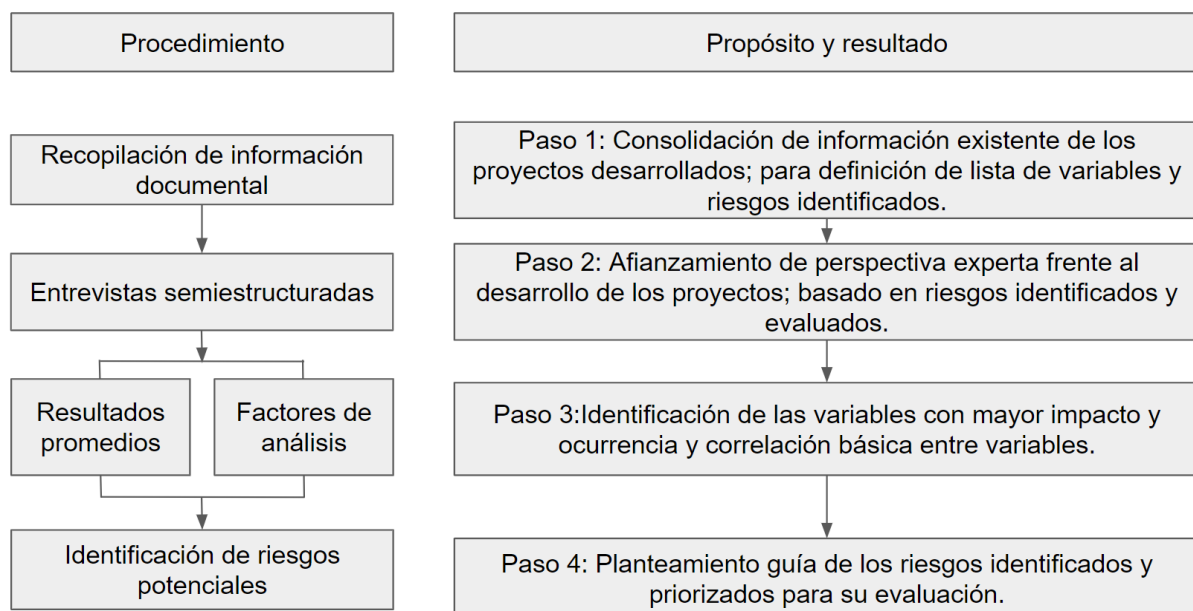 Procedimiento
Propósito y resultado
Recopilación de información
documental
Paso 1: Consolidación de información existente de los
proyectos desarrollados; para definición de lista de variables y
riesgos identificados.
Entrevistas semiestructuradas
Paso 2: Afianzamiento de perspectiva experta frente al
desarrollo de los proyectos; basado en riesgos identificados y
evaluados.
Resultados
promedios
Factores de
análisis
Paso 3:Identificación de las variables con mayor impacto y
ocurrencia y correlación básica entre variables.
Identificación de riesgos
potenciales
Paso 4: Planteamiento guía de los riesgos identificados y
priorizados para su evaluación.